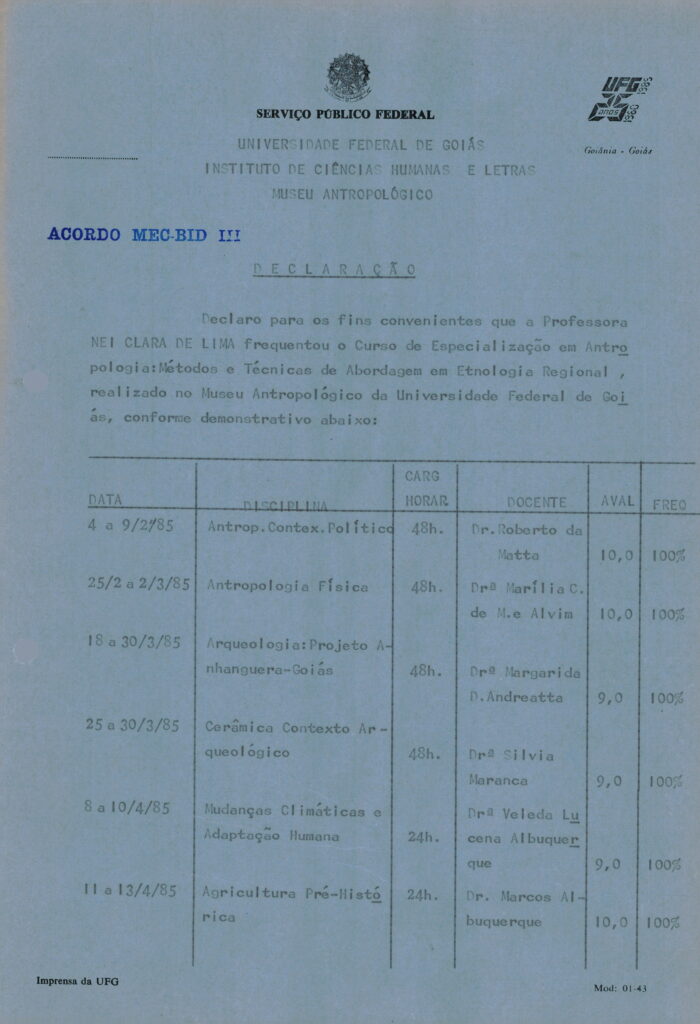 SERVIÇO PÚBLICO FEDERAL
UFG
25 anos
1960
1985
Goiânia - Goiás
UNIVERSIDADE FEDERAL DE GOIÁS
INSTITUTO DE CIÊNCIAS HUMANAS E LETRAS
MUSEU ANTROPOLÓGICO
ACORDO MEC-BID III
DECLARAÇÃO
Declaro para os fins convenientes que a Professora
NEI CLARA DE LIMA frequentou o Curso de Especialização em Antro
pologia:Métodos e Técnicas de Abordagem em Etnologia Regional ,
realizado no Museu Antropológico da Universidade Federal de Goi
ás, conforme demonstrativo abaixo:
DATA DISCIPLINA CARG HORAR DOCENTE AVAL FREQ
4 a 9/2/85 Antrop.Contex.Político 48h. Dr.Roberto da
Matta 10,0 100%
25/2 a 2/3/85 Antropologia Física 48h. Drª Marília C.
de M.e Alvim 10,0 100%
18 a 30/3/85 Arqueologia:Projeto A-
nhanguera-Goiás 48h. Drª Margarida
D.Andreatta 9,0 100%
25 a 30/3/85 Cerâmica Contexto Ar-
queológico 48h. Drª Silvia
Maranca 9,0 100%
8 a 10/4/85 Mudanças Climáticas e Drª Veleda Lu
Adaptação Humana 24h. cena Albuquer
que 9,0 100%
11 a 13/4/85 Agricultura Pré-Histó 24h. Dr. Marcos Al-
rica buquerque 10,0 100%
Imprensa da UFG Mod: 01-43